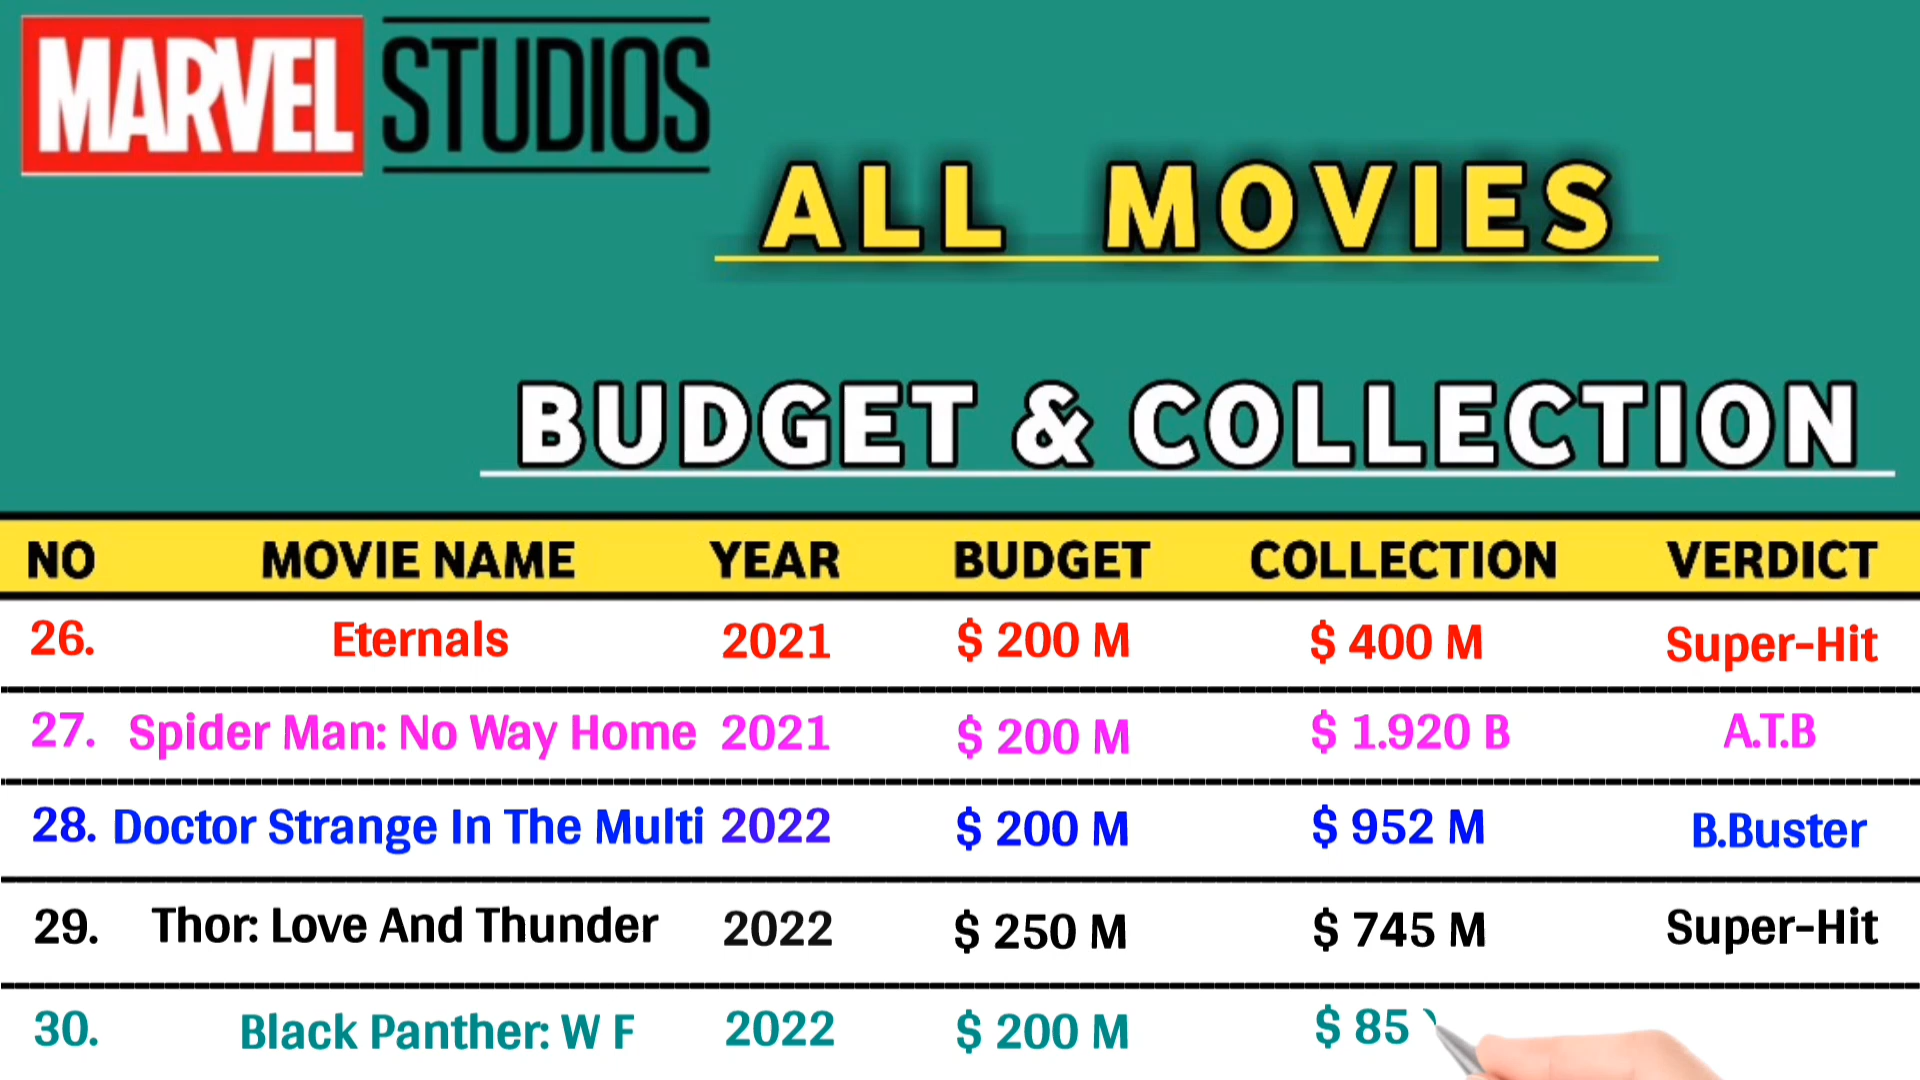 MARVEL STUDIOS
ALL MOVIES
BUDGET & COLLECTION
NO MOVIE NAME YEAR BUDGET COLLECTION VERDICT
26. Eternals 2021 $ 200 M $ 400 M Super-Hit
27. Spider Man: No Way Home 2021 $ 200 M $ 1.920 B A.T.B
28. Doctor Strange In The Multi 2022 $ 200 M $ 952 M B.Buster
29. Thor: Love And Thunder 2022 $ 250 M $ 745 M Super-Hit
30. Black Panther: W F 2022 $ 200 M $ 85